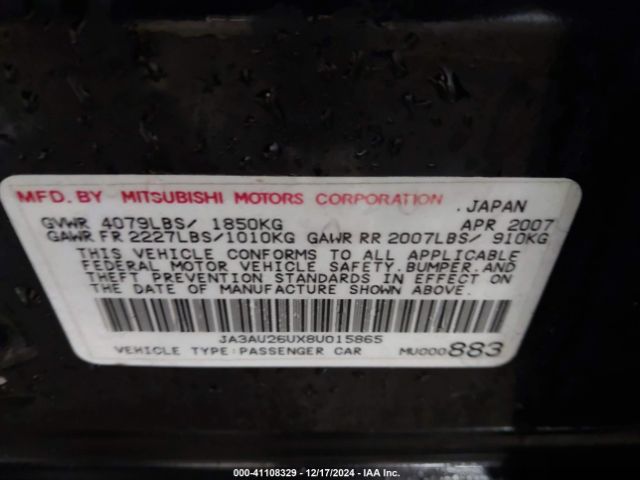 MFD. BY MITSUBISHI MOTORS CORPORATION . JAPAN
GVWR 4079LBS/ 1850KG APR 2007
GAWR FR 2227LBS/1010KG GAWR RR 2007LBS/ 910KG
THIS VEHICLE CONFORMS TO ALL APPLICABLE
FEDERAL MOTOR VEHICLE SAFETY.BUMPER.AND
THEFT PREVENTION STANDARDS IN EFFECT ON
THE DATE OF MANUFACTURE SHOWN ABOVE.
JA3AU26UX8U015865
VEHICLE TYPE:PASSENGER CAR MU000883
000-41108329 - 12/17/2024 - IAA Inc.